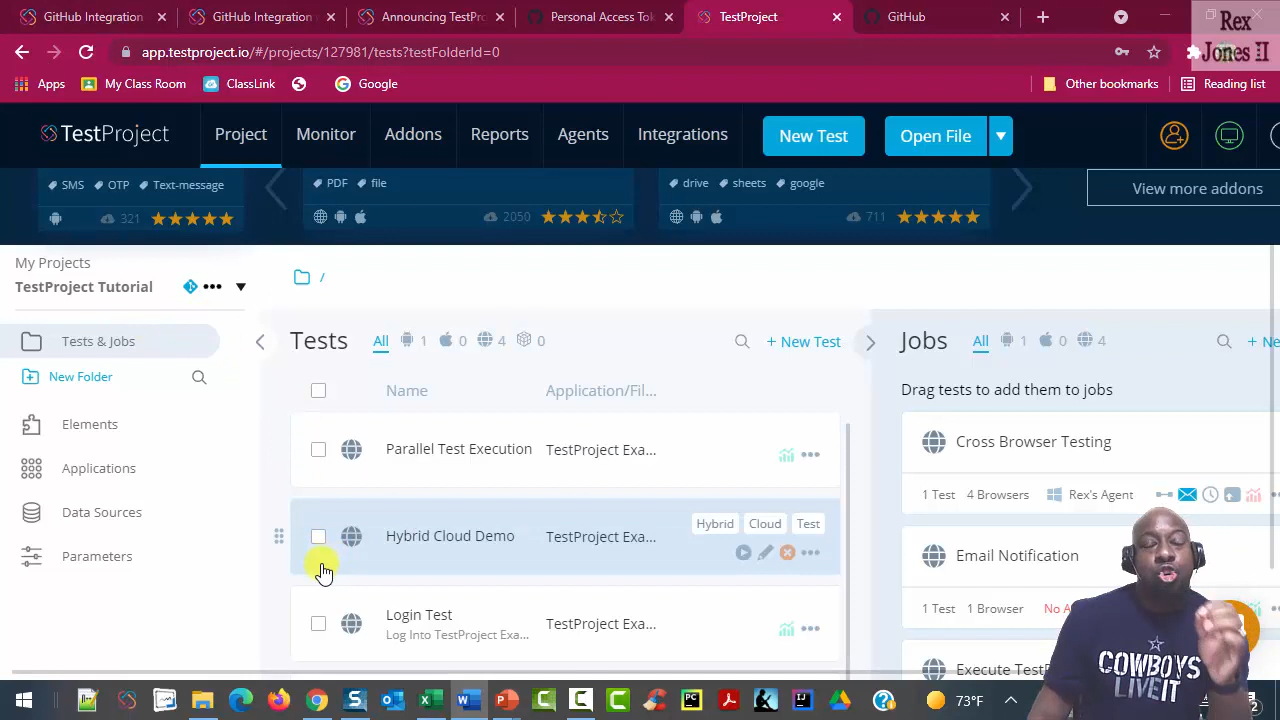 GitHub Integration
GitHub Integration
Announcing TestPro
Personal Access Tok
TestProject
GitHub
Rex
Jones II
app.testproject.io/#/projects/127981/tests?testFolderId=0
Apps
My Class Room
ClassLink
Google
Other bookmarks
Reading list
TestProject
Project
Monitor
Addons
Reports
Agents
Integrations
New Test
Open File
SMS
OTP
Text-message
321
PDF
file
2050
drive
sheets
google
711
View more addons
My Projects
TestProject Tutorial
/
Tests & Jobs
New Folder
Elements
Applications
Data Sources
Parameters
Tests
All
1
0
4
0
+ New Test
Name
Application/Fil...
Parallel Test Execution
TestProject Exa...
Hybrid Cloud Demo
TestProject Exa...
Hybrid
Cloud
Test
Login Test
Log Into TestProject Exa...
TestProject Exa...
Jobs
All
1
0
4
+ Ne
Drag tests to add them to jobs
Cross Browser Testing
1 Test
4 Browsers
Rex's Agent
Email Notification
1 Test
1 Browser
No A
Execute TestP
COWBOYS
LIVE IT
73°F